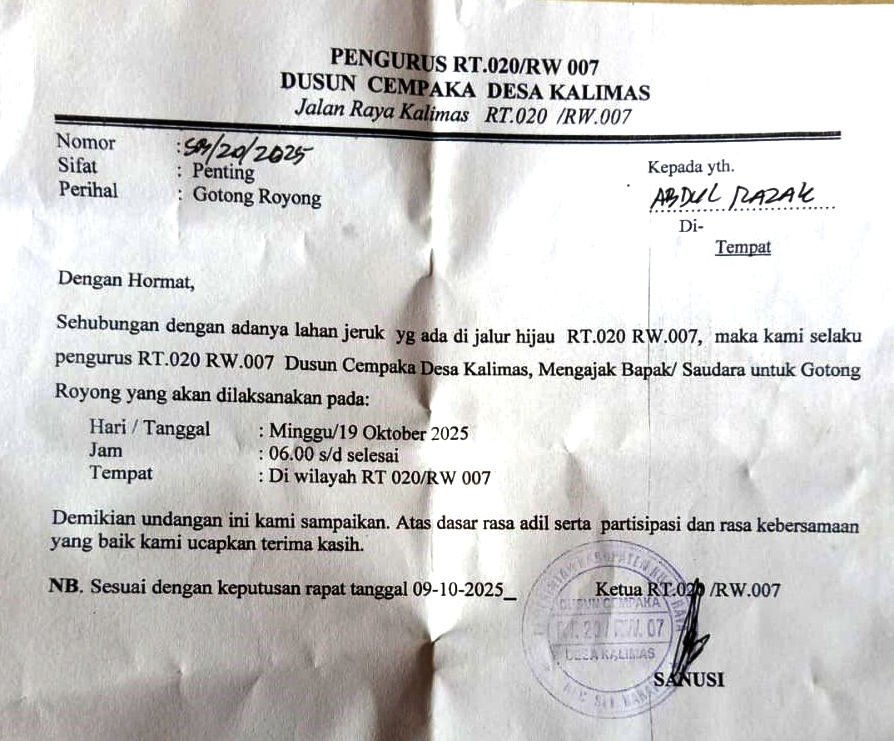 PENGURUS RT.020/RW 007
DUSUN CEMPAKA DESA KALIMAS
Jalan Raya Kalimas RT.020 /RW.007
Nomor : /20/2025
Sifat : Penting
Perihal : Gotong Royong
Kepada yth.
ABDUL RAZAK
Di-
Tempat
Dengan Hormat,
Sehubungan dengan adanya lahan jeruk yg ada di jalur hijau RT.020 RW.007, maka kami selaku
pengurus RT.020 RW.007 Dusun Cempaka Desa Kalimas, Mengajak Bapak/ Saudara untuk Gotong
Royong yang akan dilaksanakan pada:
Hari / Tanggal : Minggu/19 Oktober 2025
Jam : 06.00 s/d selesai
Tempat : Di wilayah RT 020/RW 007
Demikian undangan ini kami sampaikan. Atas dasar rasa adil serta partisipasi dan rasa kebersamaan
yang baik kami ucapkan terima kasih.
NB. Sesuai dengan keputusan rapat tanggal 09-10-2025_
Ketua RT.020 /RW.007
DUSUN CEMPAKA
RT. 20 / RW. 07
DESA KALIMAS
SANUSI